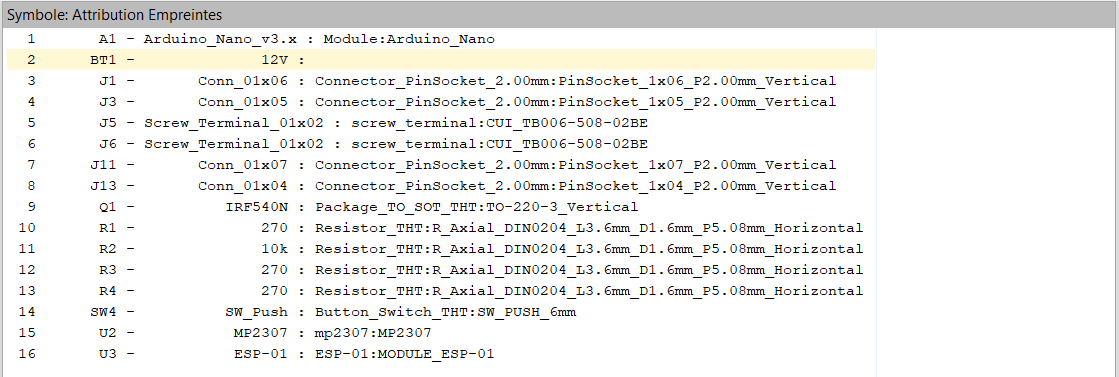 Symbole: Attribution Empreintes
1 A1 - Arduino_Nano_v3.x : Module:Arduino_Nano
2 BT1 - 12V :
3 J1 - Conn_01x06 : Connector_PinSocket_2.00mm:PinSocket_1x06_P2.00mm_Vertical
4 J3 - Conn_01x05 : Connector_PinSocket_2.00mm:PinSocket_1x05_P2.00mm_Vertical
5 J5 - Screw_Terminal_01x02 : screw_terminal:CUI_TB006-508-02BE
6 J6 - Screw_Terminal_01x02 : screw_terminal:CUI_TB006-508-02BE
7 J11 - Conn_01x07 : Connector_PinSocket_2.00mm:PinSocket_1x07_P2.00mm_Vertical
8 J13 - Conn_01x04 : Connector_PinSocket_2.00mm:PinSocket_1x04_P2.00mm_Vertical
9 Q1 - IRF540N : Package_TO_SOT_THT:TO-220-3_Vertical
10 R1 - 270 : Resistor_THT:R_Axial_DIN0204_L3.6mm_D1.6mm_P5.08mm_Horizontal
11 R2 - 10k : Resistor_THT:R_Axial_DIN0204_L3.6mm_D1.6mm_P5.08mm_Horizontal
12 R3 - 270 : Resistor_THT:R_Axial_DIN0204_L3.6mm_D1.6mm_P5.08mm_Horizontal
13 R4 - 270 : Resistor_THT:R_Axial_DIN0204_L3.6mm_D1.6mm_P5.08mm_Horizontal
14 SW4 - SW_Push : Button_Switch_THT:SW_PUSH_6mm
15 U2 - MP2307 : mp2307:MP2307
16 U3 - ESP-01 : ESP-01:MODULE_ESP-01